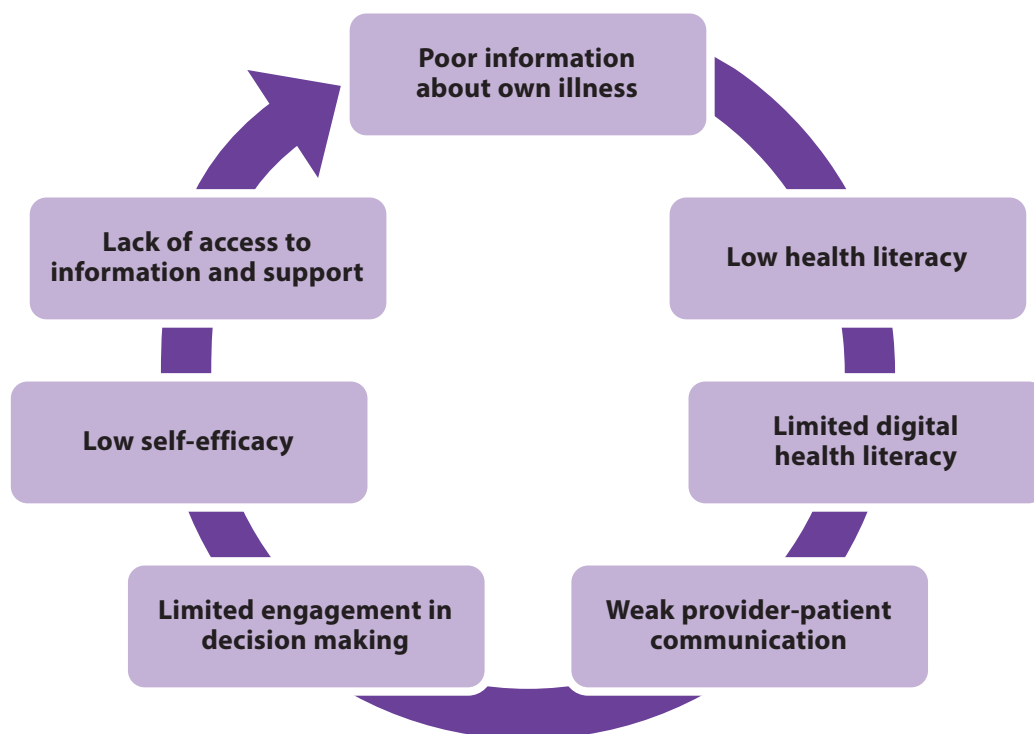 Poor information
about own illness
Low health literacy
Limited digital
health literacy
Weak provider-patient
communication
Limited engagement in
decision making
Low self-efficacy
Lack of access to
information and support